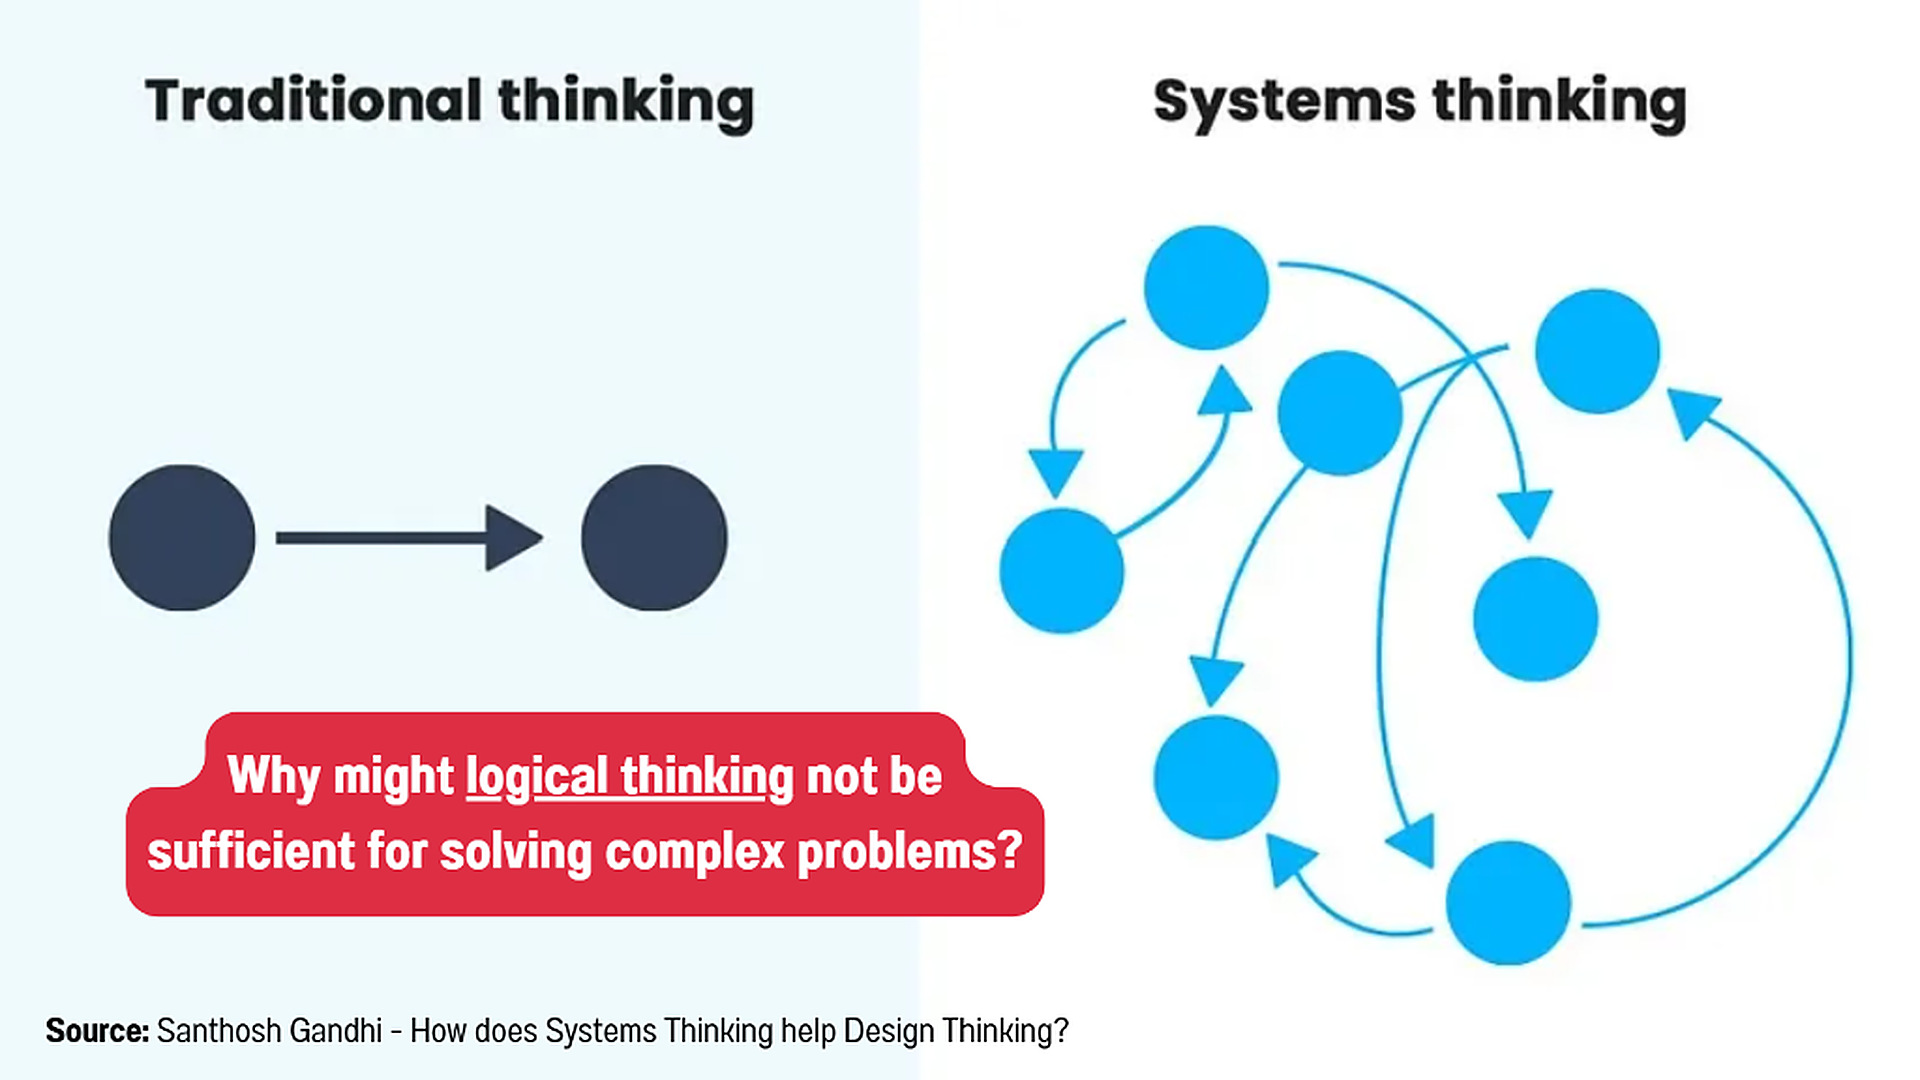 Traditional thinking
Systems thinking
Why might logical thinking not be
sufficient for solving complex problems?
Source: Santhosh Gandhi - How does Systems Thinking help Design Thinking?